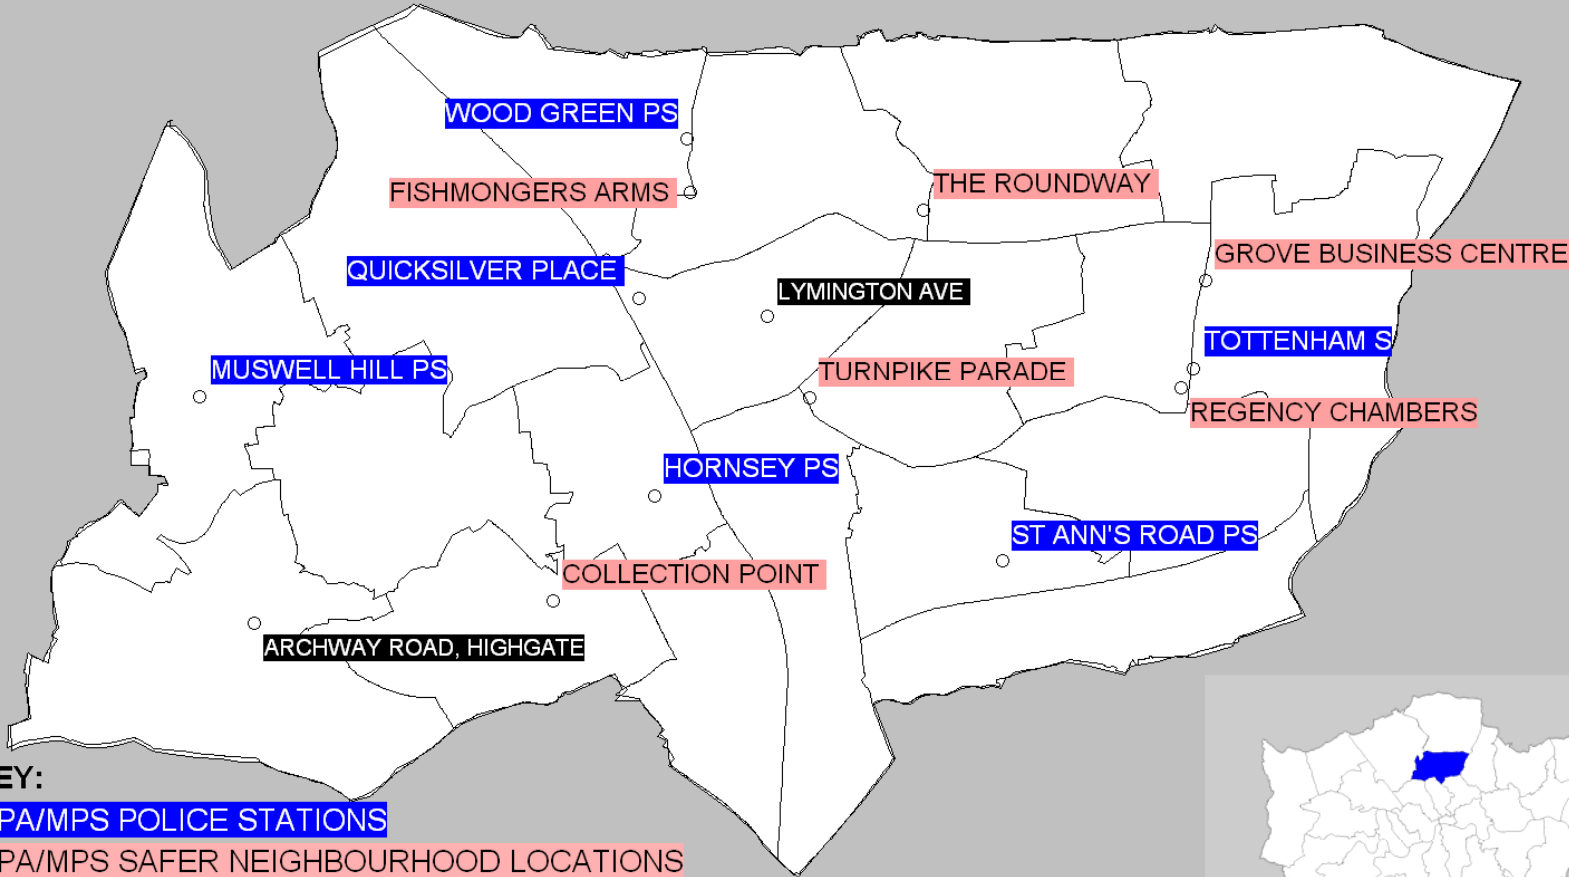 WOOD GREEN PS
FISHMONGERS ARMS
THE ROUNDWAY
GROVE BUSINESS CENTRE
QUICKSILVER PLACE
LYMINGTON AVE
TOTTENHAM S
MUSWELL HILL PS
TURNPIKE PARADE
REGENCY CHAMBERS
HORNSEY PS
ST ANN'S ROAD PS
COLLECTION POINT
ARCHWAY ROAD, HIGHGATE
EY:
PA/MPS POLICE STATIONS
PA/MPS SAFER NEIGHBOURHOOD LOCATIONS